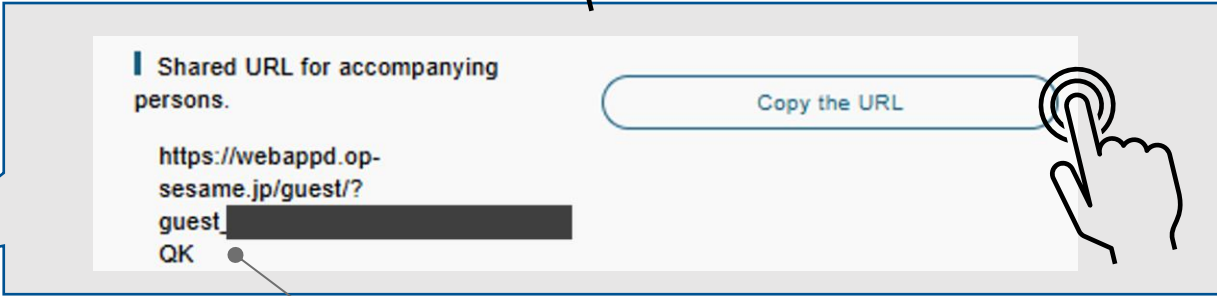 Shared URL for accompanying
persons.
Copy the URL
https://webappd.op-
sesame.jp/guest/?
guest_
QK